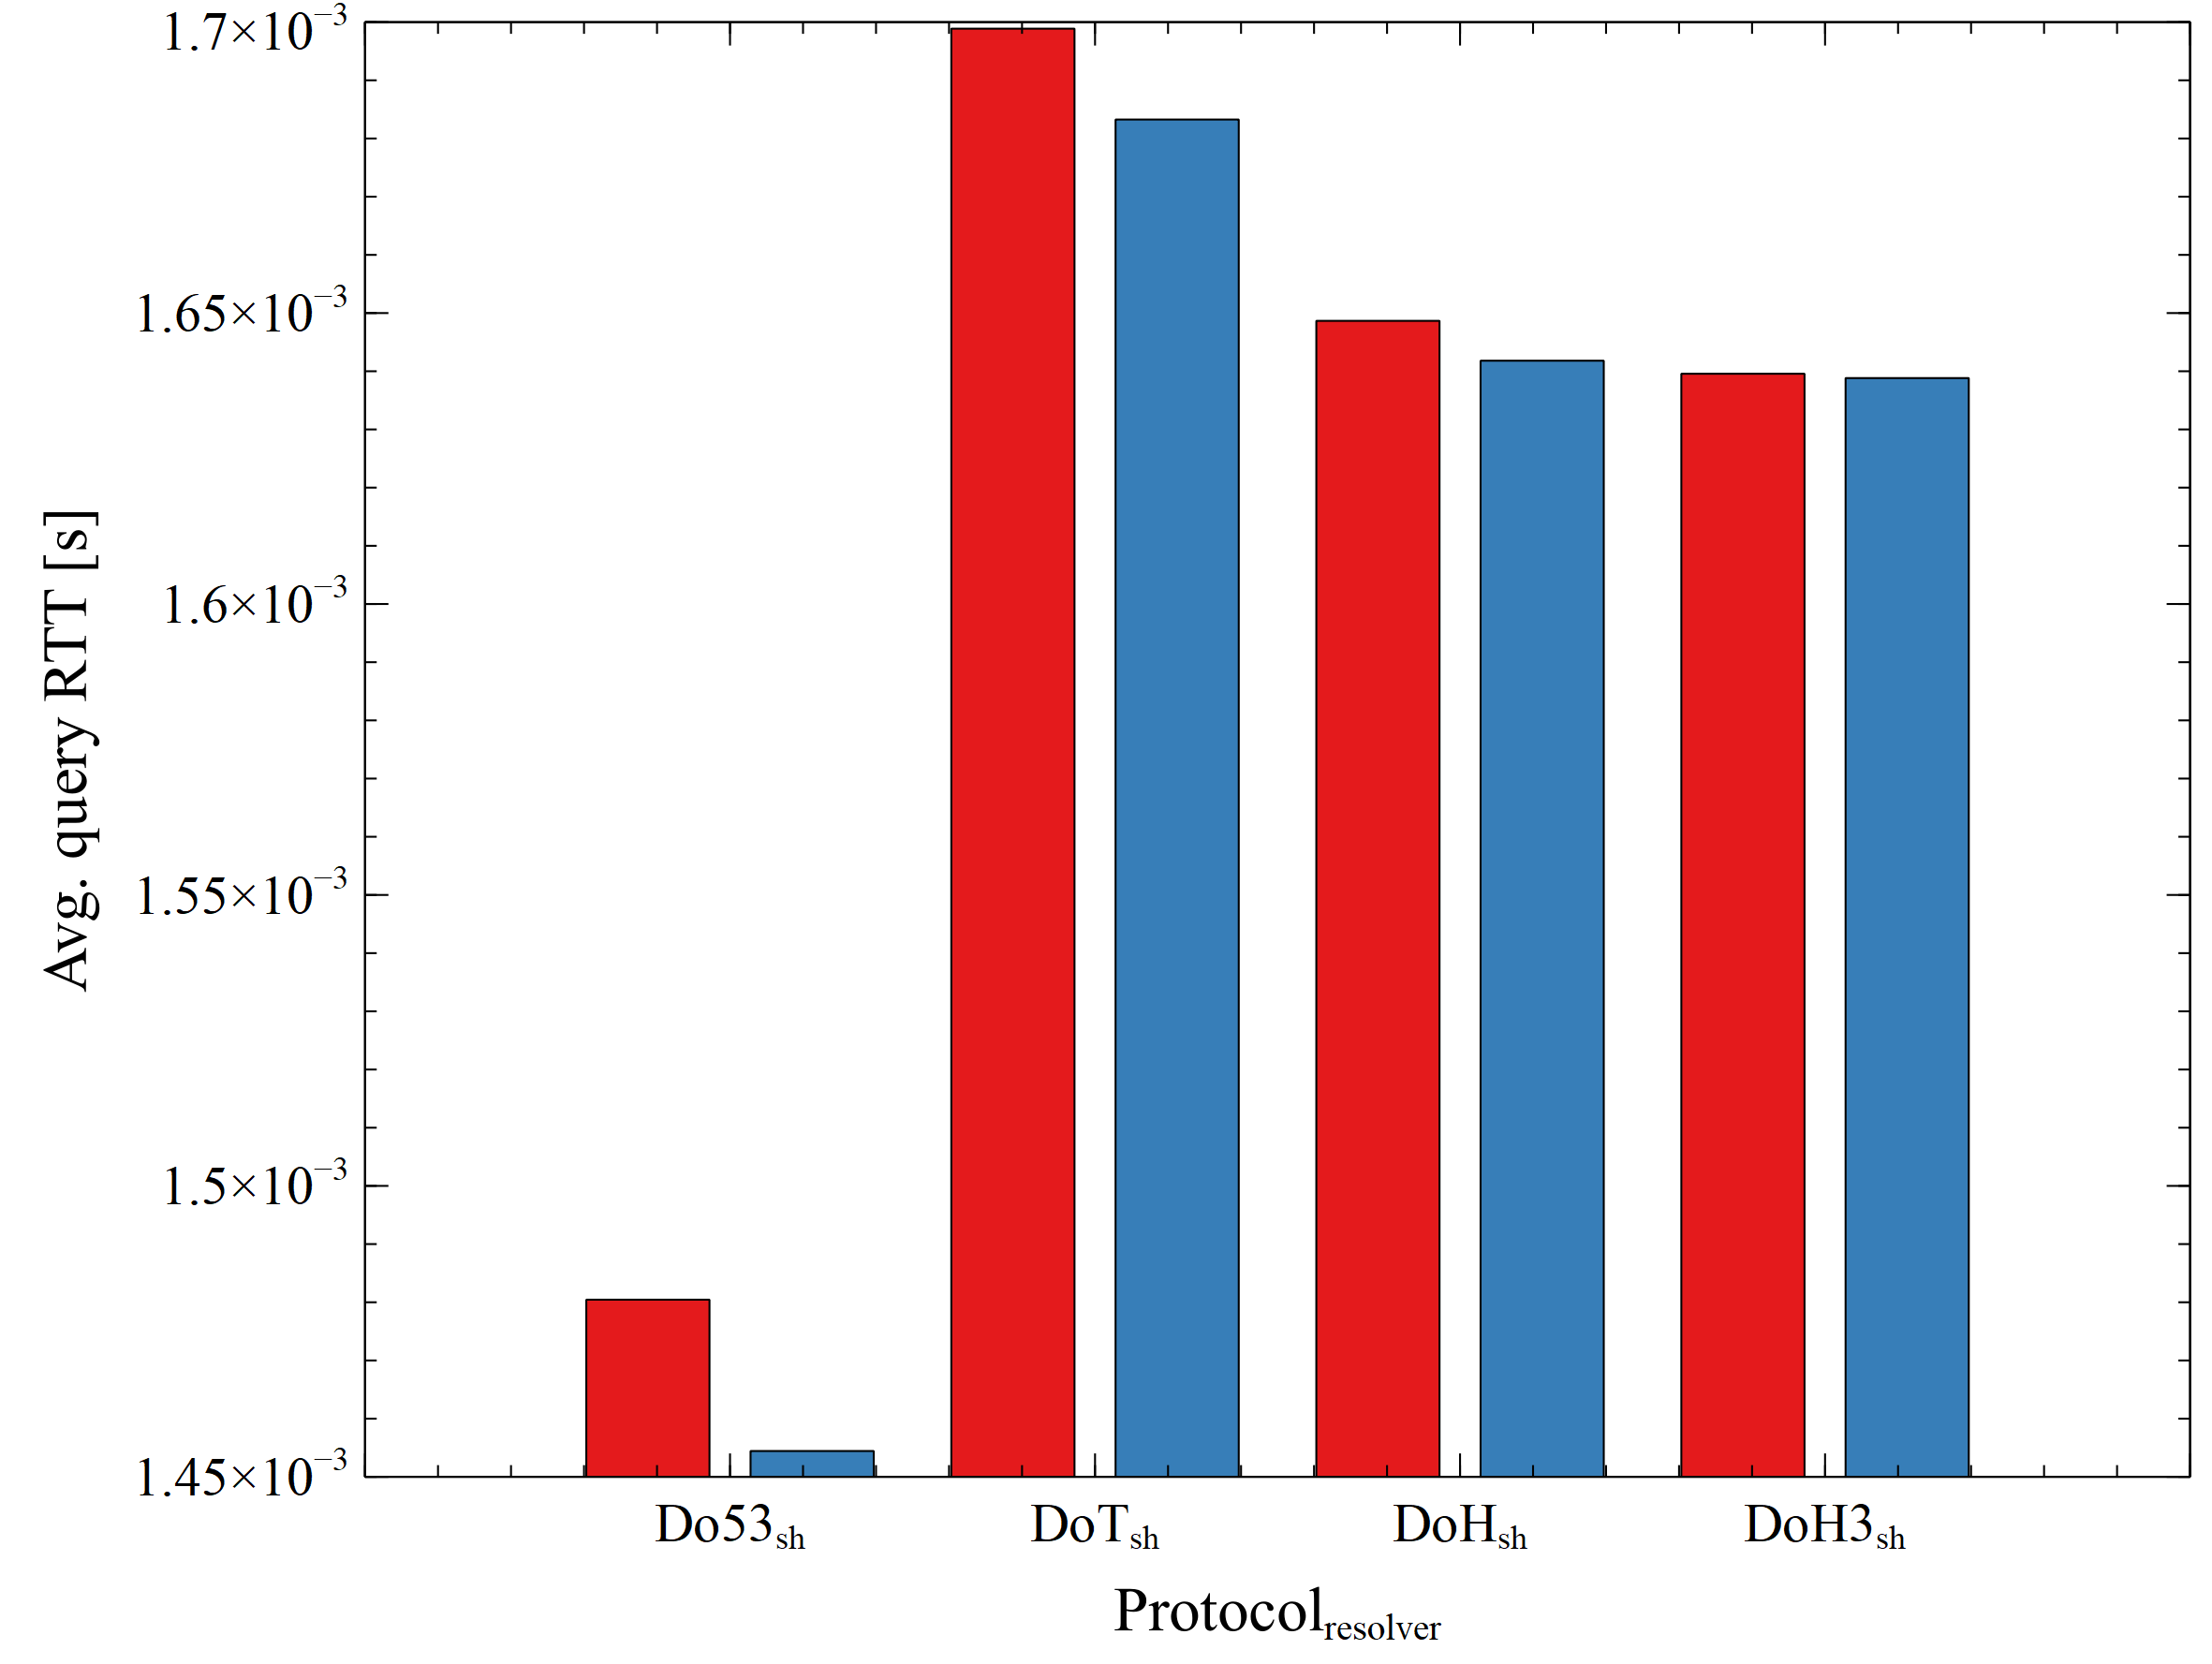 1.7×10⁻³
1.65×10⁻³
1.6×10⁻³
1.55×10⁻³
1.5×10⁻³
1.45×10⁻³
Avg. query RTT [s]
Do53sh DoTsh DoHsh DoH3sh
Protocolresolver